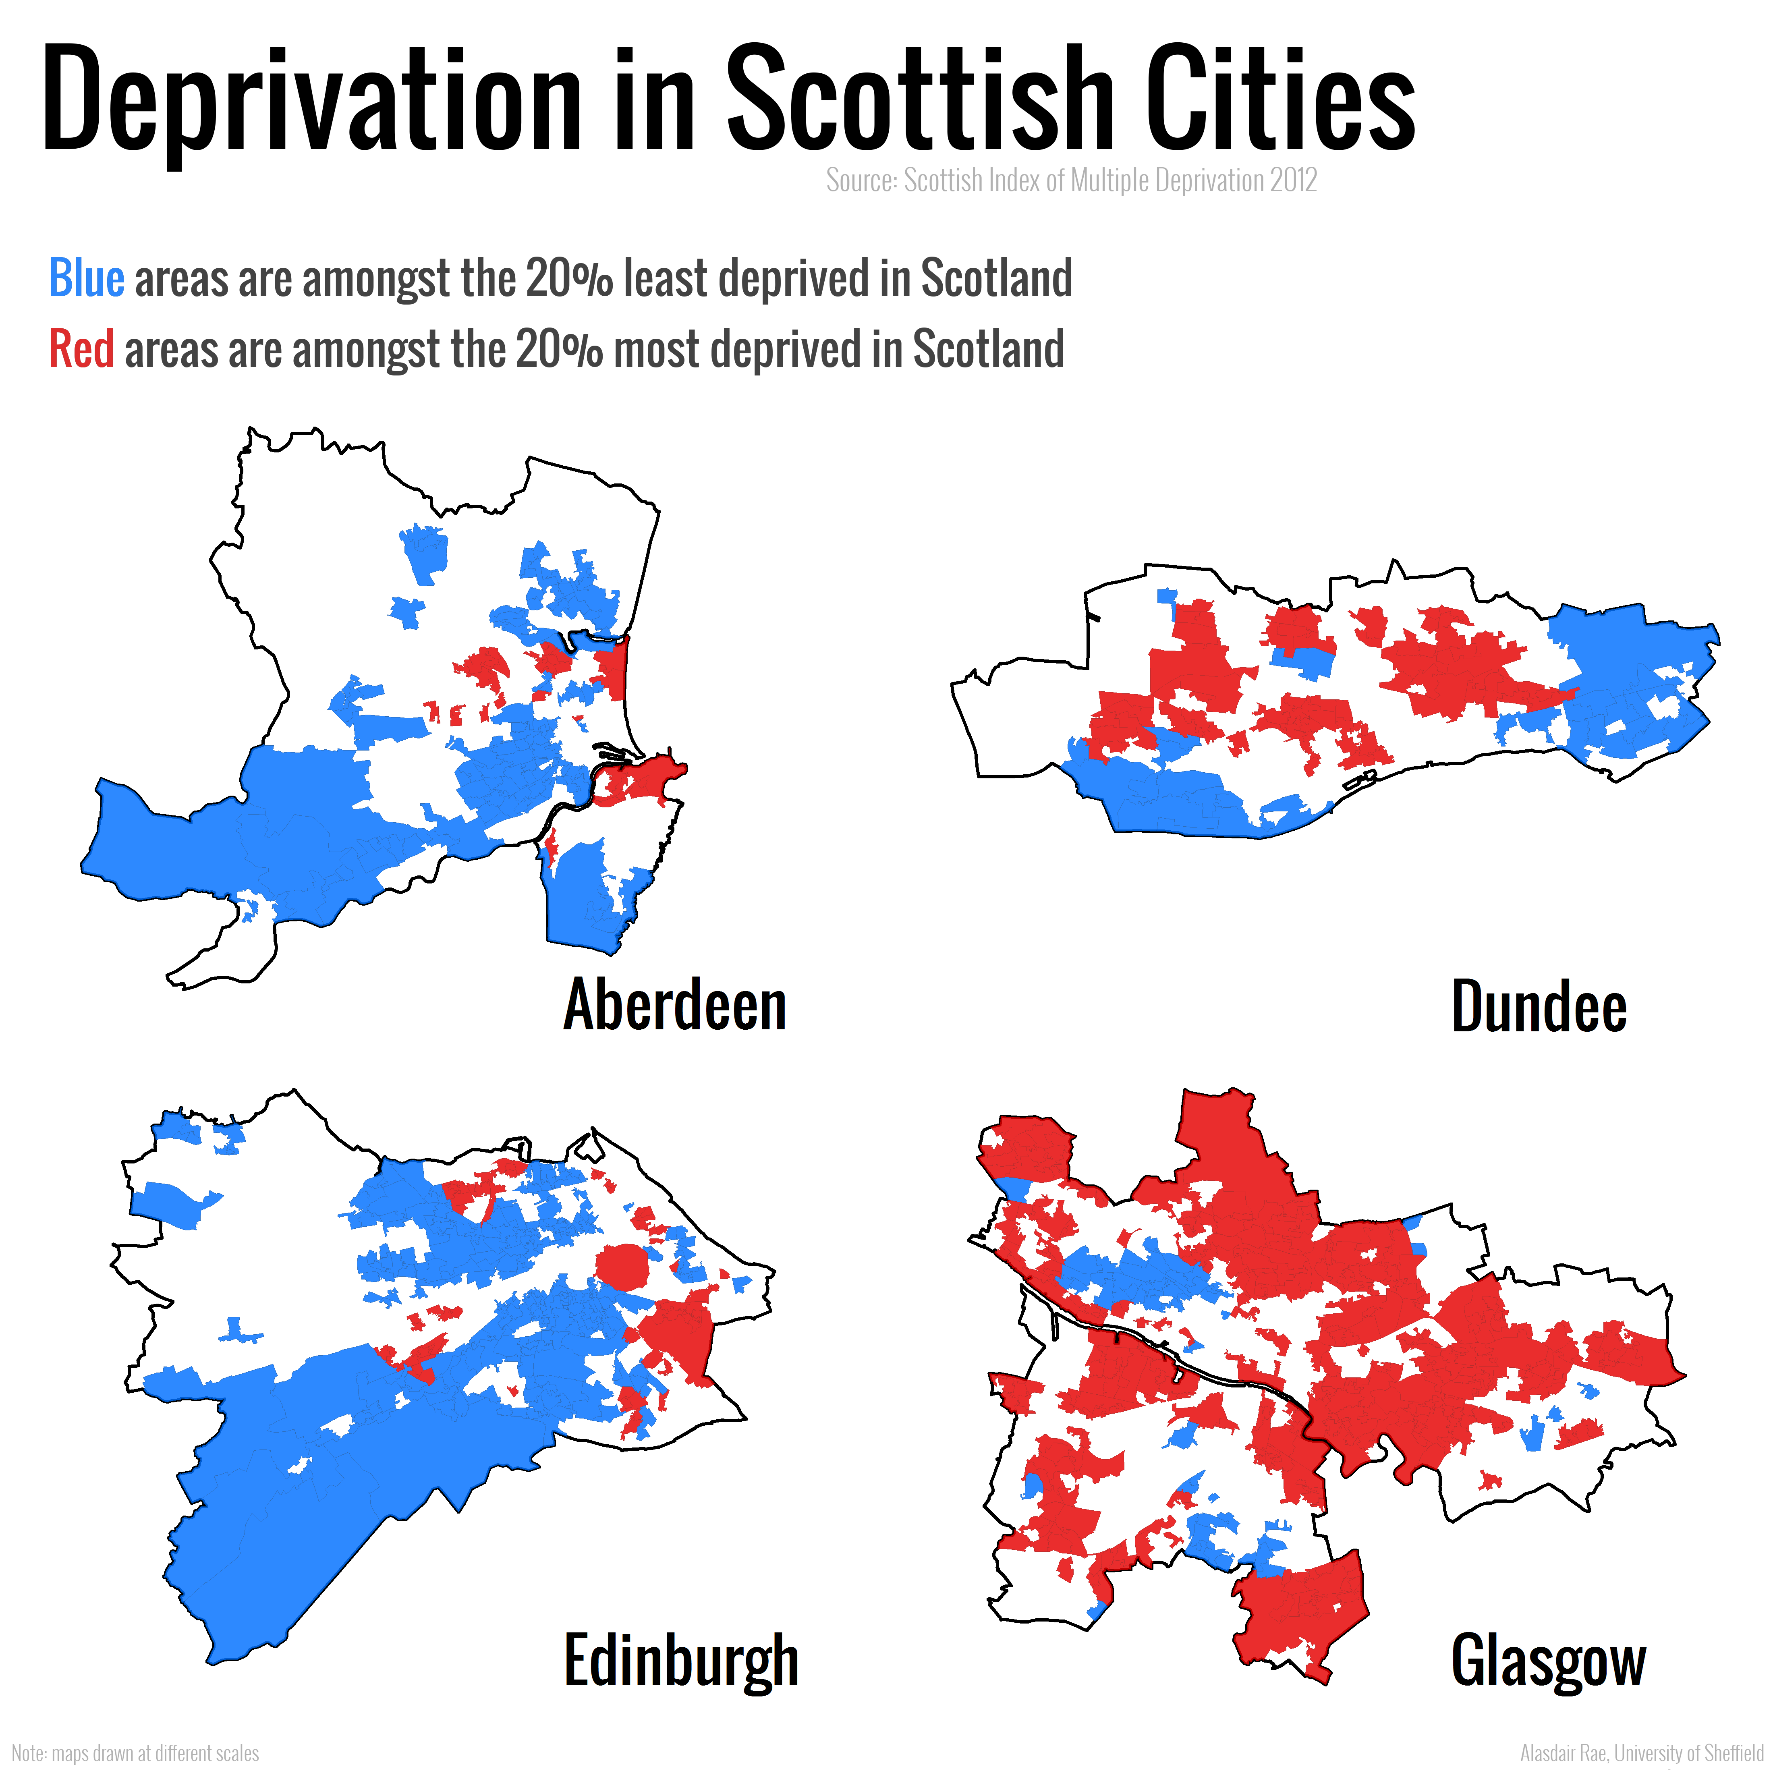 Deprivation in Scottish Cities
Source: Scottish Index of Multiple Deprivation 2012
Blue areas are amongst the 20% least deprived in Scotland
Red areas are amongst the 20% most deprived in Scotland
Aberdeen
Dundee
Edinburgh
Glasgow
Note: maps drawn at different scales
Alasdair Rae, University of Sheffield